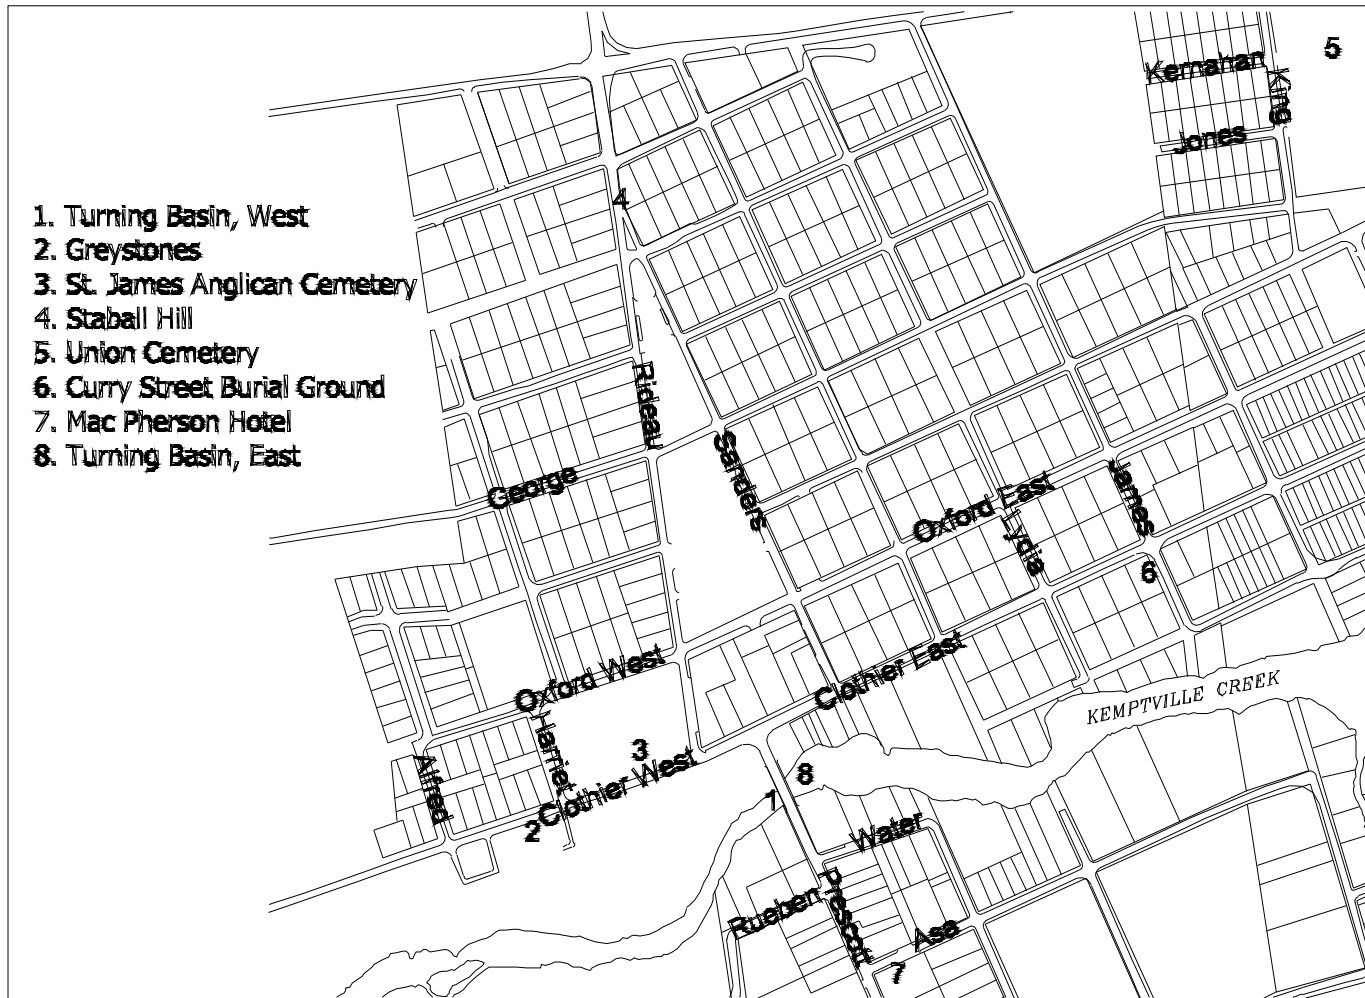 5
Kernahan
King
Jones
4
1. Turning Basin, West
2. Greystones
3. St. James Anglican Cemetery
4. Staball Hill
5. Union Cemetery
6. Curry Street Burial Ground
7. Mac Pherson Hotel
8. Turning Basin, East
Rideau
Sanders
George
James
Oxford East
Lydia
6
Oxford West
Clothier East
KEMPTVILLE CREEK
Harriet
3
Alfred
Clothier West
8
1
2
Water
Prescott
Rueben
Asa
7